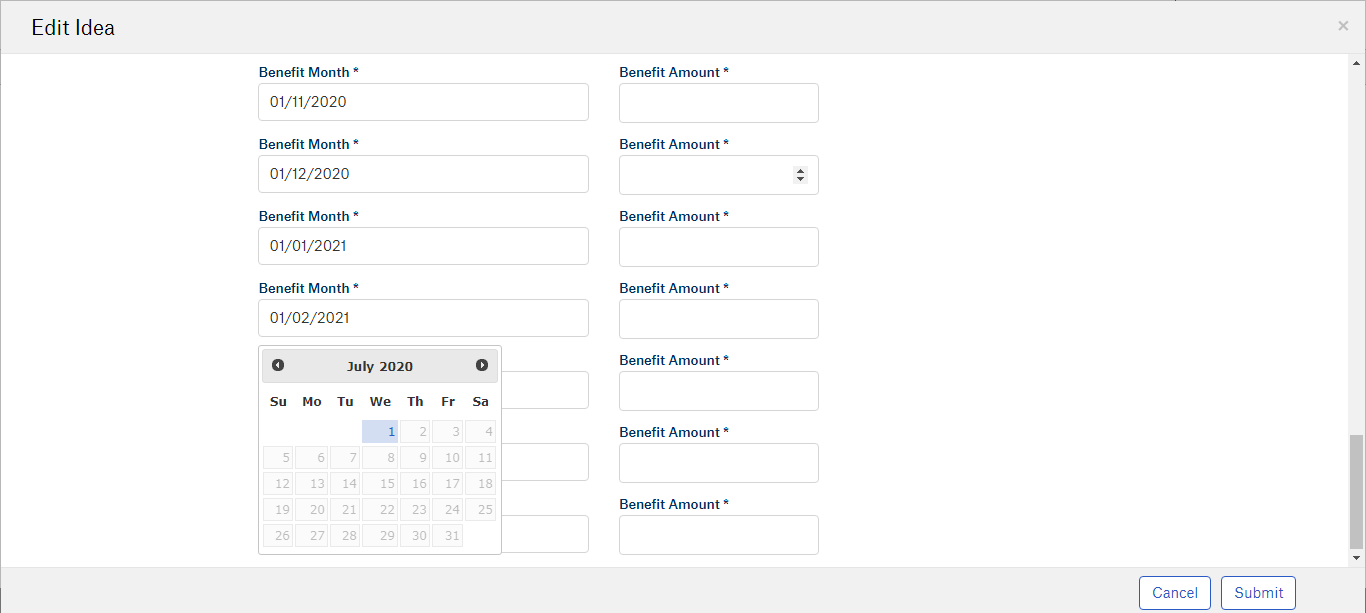 Edit Idea ×
Benefit Month * Benefit Amount *
01/11/2020
Benefit Month * Benefit Amount *
01/12/2020
Benefit Month * Benefit Amount *
01/01/2021
Benefit Month * Benefit Amount *
01/02/2021
Benefit Amount *
July 2020
Su Mo Tu We Th Fr Sa
1 2 3 4
Benefit Amount *
5 6 7 8 9 10 11
12 13 14 15 16 17 18
Benefit Amount *
19 20 21 22 23 24 25
26 27 28 29 30 31
Cancel Submit